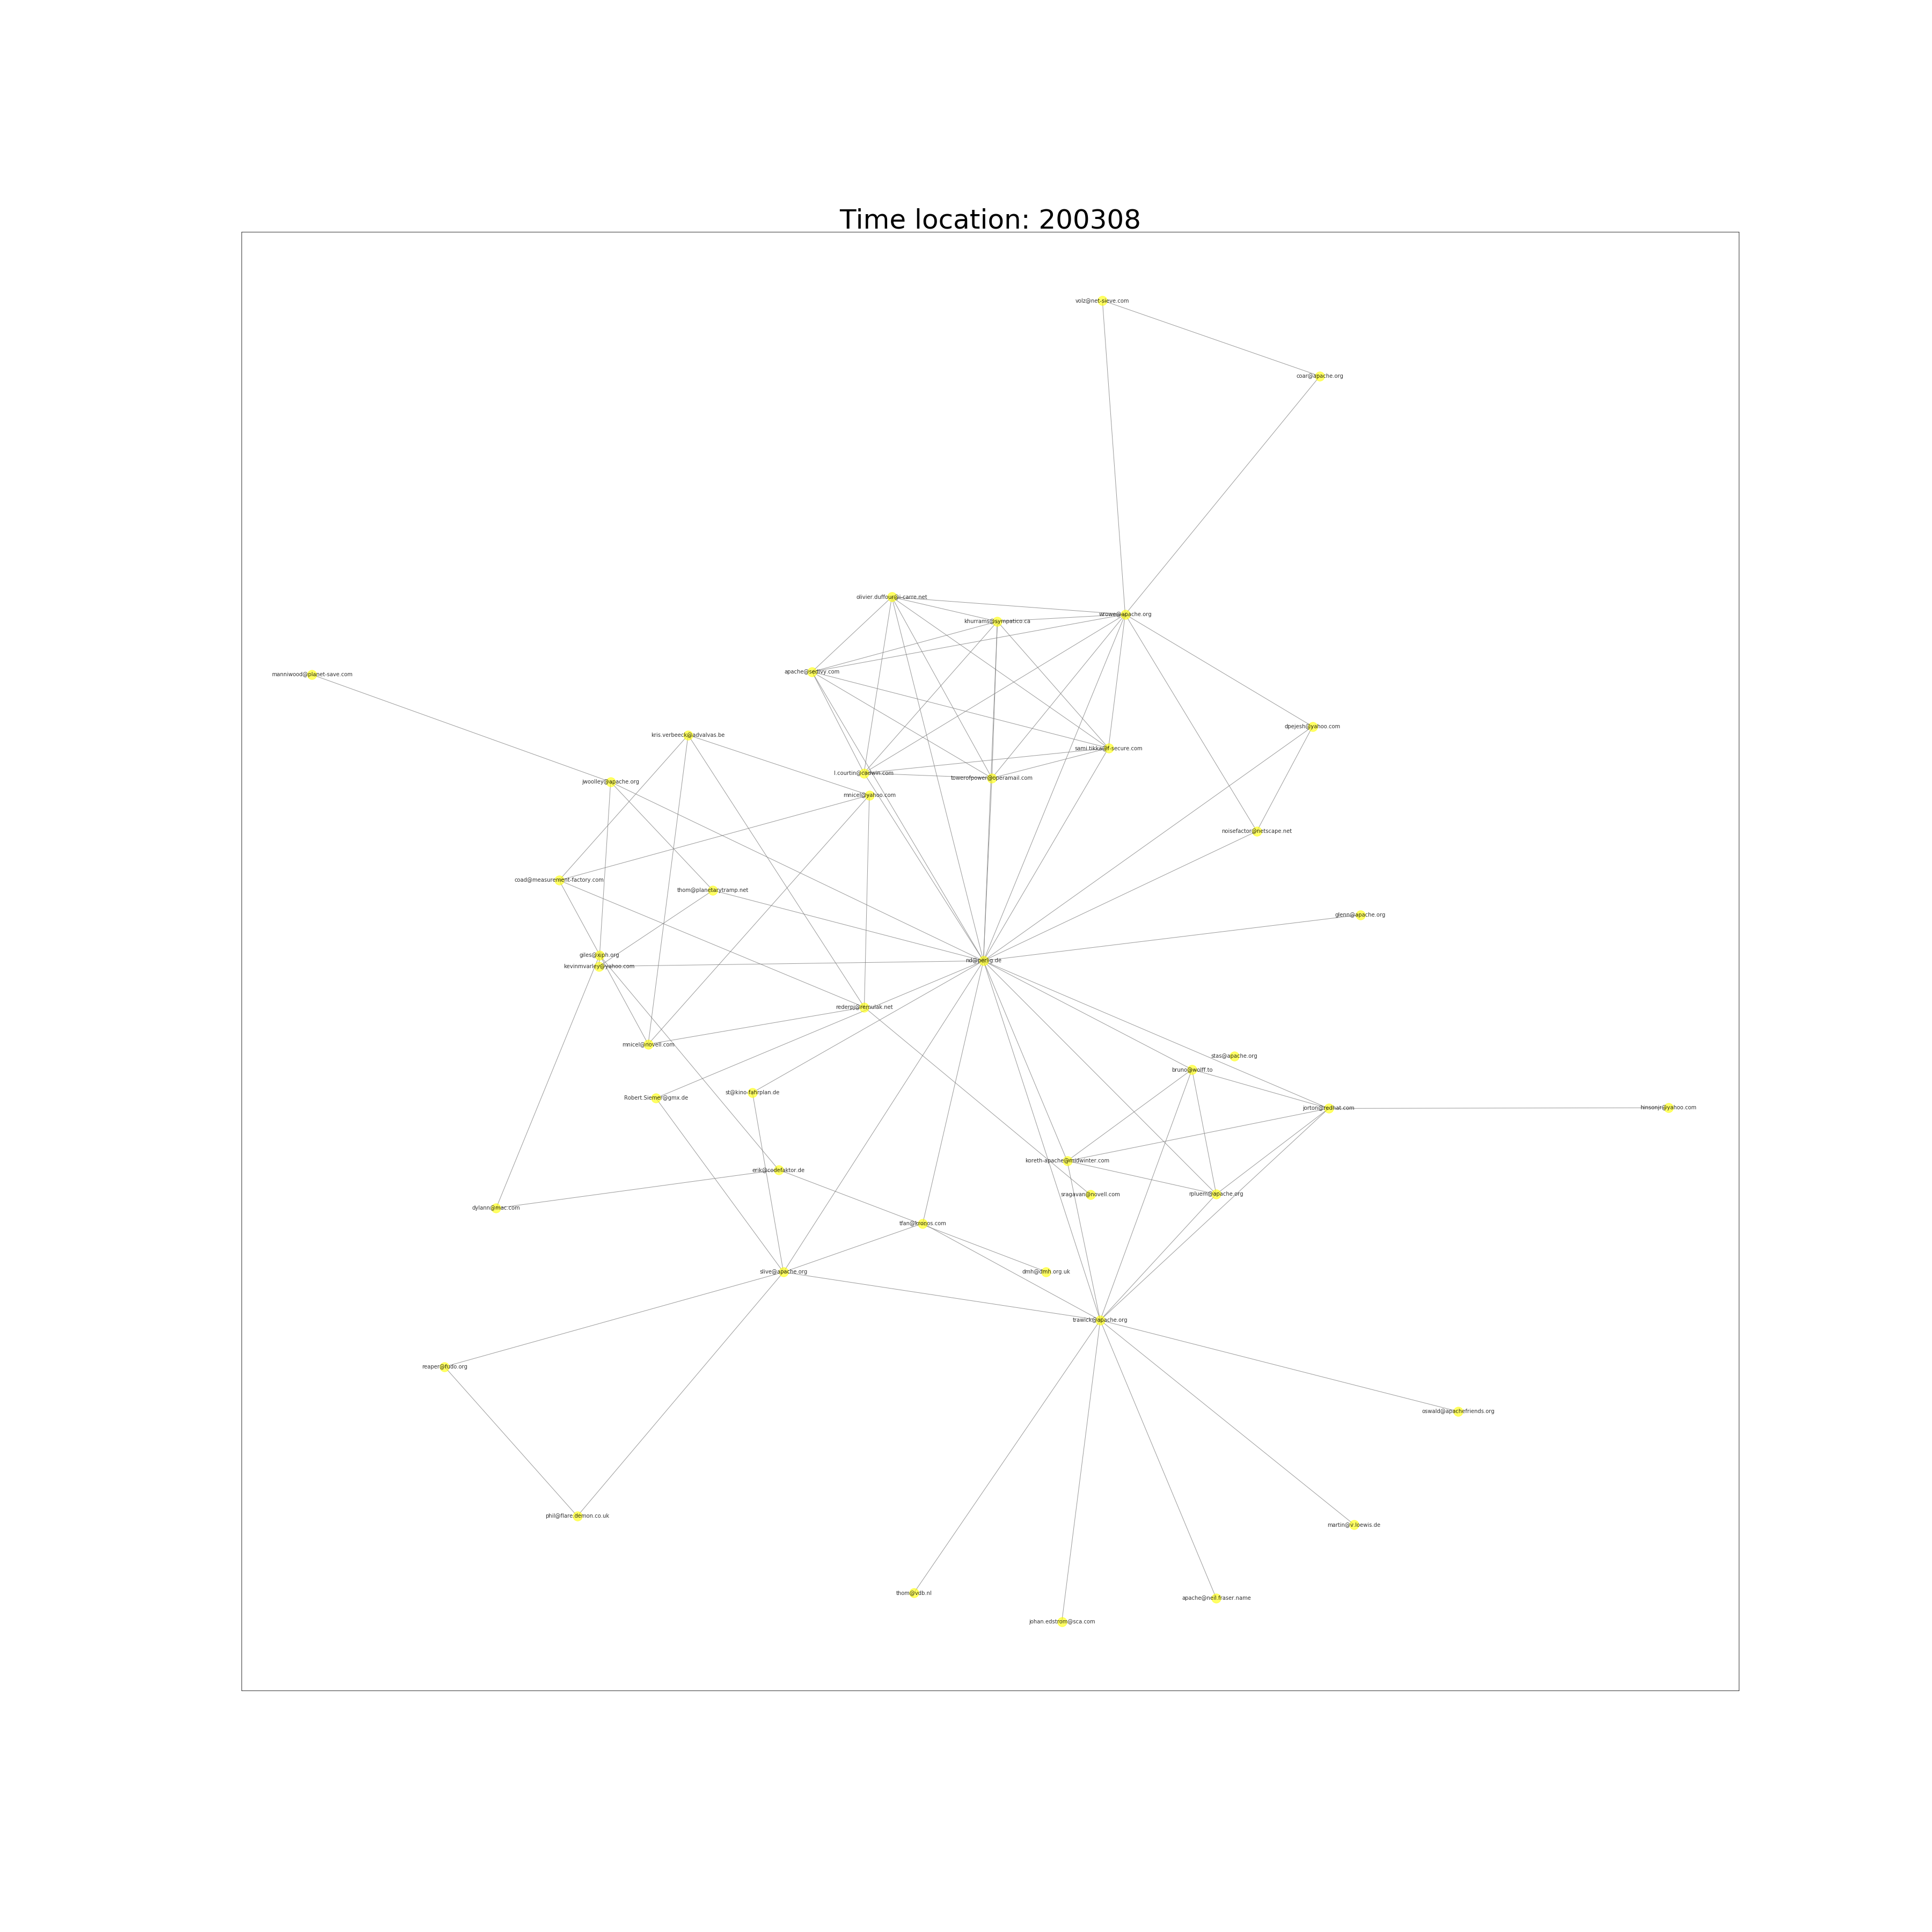 Time location: 200308
volz@net-sieve.com
coar@apache.org
olivier.duffour@s-carre.net
wrowe@apache.org
khurrams@sympatico.ca
apache@sedivy.com
manniwood@planet-save.com
dpejesh@yahoo.com
kris.verbeeck@advalvas.be
sami.tikka@f-secure.com
l.courtin@cadwin.com
towerofpower@operamail.com
jwoolley@apache.org
mnicel@yahoo.com
noisefactor@netscape.net
coad@measurement-factory.com
thom@planetarytramp.net
glenn@apache.org
giles@xiph.org
nd@perlig.de
kevinmvarley@yahoo.com
rederpj@remulak.net
mnicel@novell.com
stas@apache.org
bruno@wolff.to
st@kino-fahrplan.de
Robert.Siemer@gmx.de
jorton@redhat.com
hinsonjr@yahoo.com
koreth-apache@midwinter.com
erik@codefaktor.de
sragavan@novell.com
rpluem@apache.org
dylann@mac.com
tfan@kronos.com
slive@apache.org
dmh@dmh.org.uk
trawick@apache.org
reaper@fudo.org
oswald@apachefriends.org
phil@flare.demon.co.uk
martin@v.loewis.de
thom@vdb.nl
apache@neil.fraser.name
johan.edstrom@sca.com